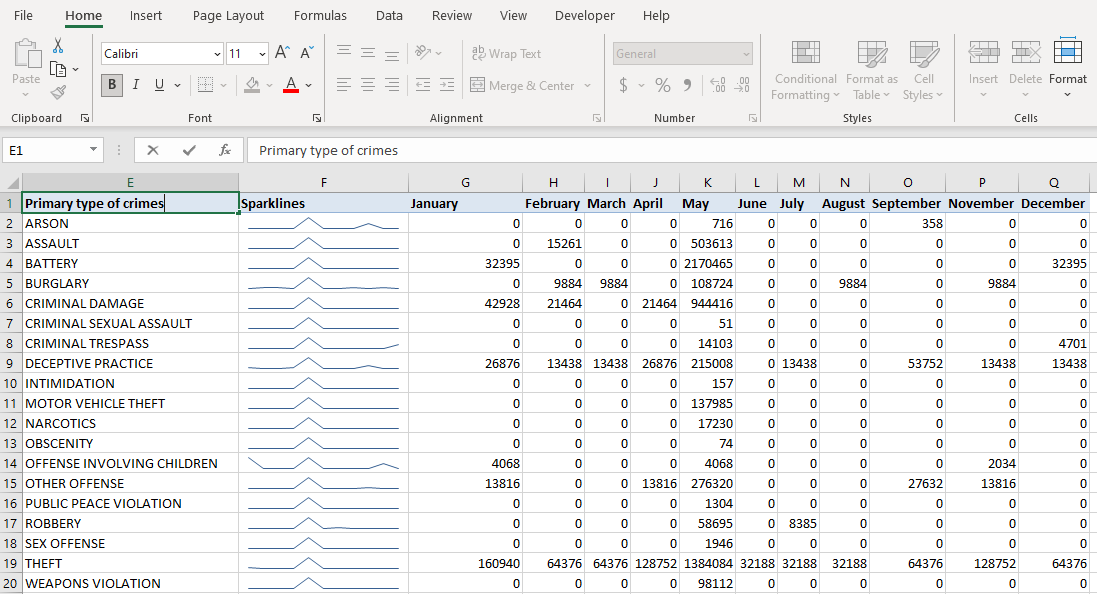 File Home Insert Page Layout Formulas Data Review View Developer Help
Calibri 11 A A ab Wrap Text General
Paste B I U A Merge & Center $ % 9 .00 .00 Conditional Formatting Format as Table Cell Styles Insert Delete Format
Clipboard Font Alignment Number Styles Cells
E1 fx Primary type of crimes
E F G H I J K L M N O P Q
1 Primary type of crimes Sparklines January February March April May June July August September November December
2 ARSON 0 0 0 0 716 0 0 0 358 0 0
3 ASSAULT 0 15261 0 0 503613 0 0 0 0 0 0
4 BATTERY 32395 0 0 0 2170465 0 0 0 0 0 32395
5 BURGLARY 0 9884 9884 0 108724 0 0 9884 0 9884 0
6 CRIMINAL DAMAGE 42928 21464 0 21464 944416 0 0 0 0 0 0
7 CRIMINAL SEXUAL ASSAULT 0 0 0 0 51 0 0 0 0 0 0
8 CRIMINAL TRESPASS 0 0 0 0 14103 0 0 0 0 0 4701
9 DECEPTIVE PRACTICE 26876 13438 13438 26876 215008 0 13438 0 53752 13438 13438
10 INTIMIDATION 0 0 0 0 157 0 0 0 0 0 0
11 MOTOR VEHICLE THEFT 0 0 0 0 137985 0 0 0 0 0 0
12 NARCOTICS 0 0 0 0 17230 0 0 0 0 0 0
13 OBSCENITY 0 0 0 0 74 0 0 0 0 0 0
14 OFFENSE INVOLVING CHILDREN 4068 0 0 0 4068 0 0 0 0 2034 0
15 OTHER OFFENSE 13816 0 0 13816 276320 0 0 0 27632 13816 0
16 PUBLIC PEACE VIOLATION 0 0 0 0 1304 0 0 0 0 0 0
17 ROBBERY 0 0 0 0 58695 0 8385 0 0 0 0
18 SEX OFFENSE 0 0 0 0 1946 0 0 0 0 0 0
19 THEFT 160940 64376 64376 128752 1384084 32188 32188 32188 64376 128752 64376
20 WEAPONS VIOLATION 0 0 0 0 98112 0 0 0 0 0 0